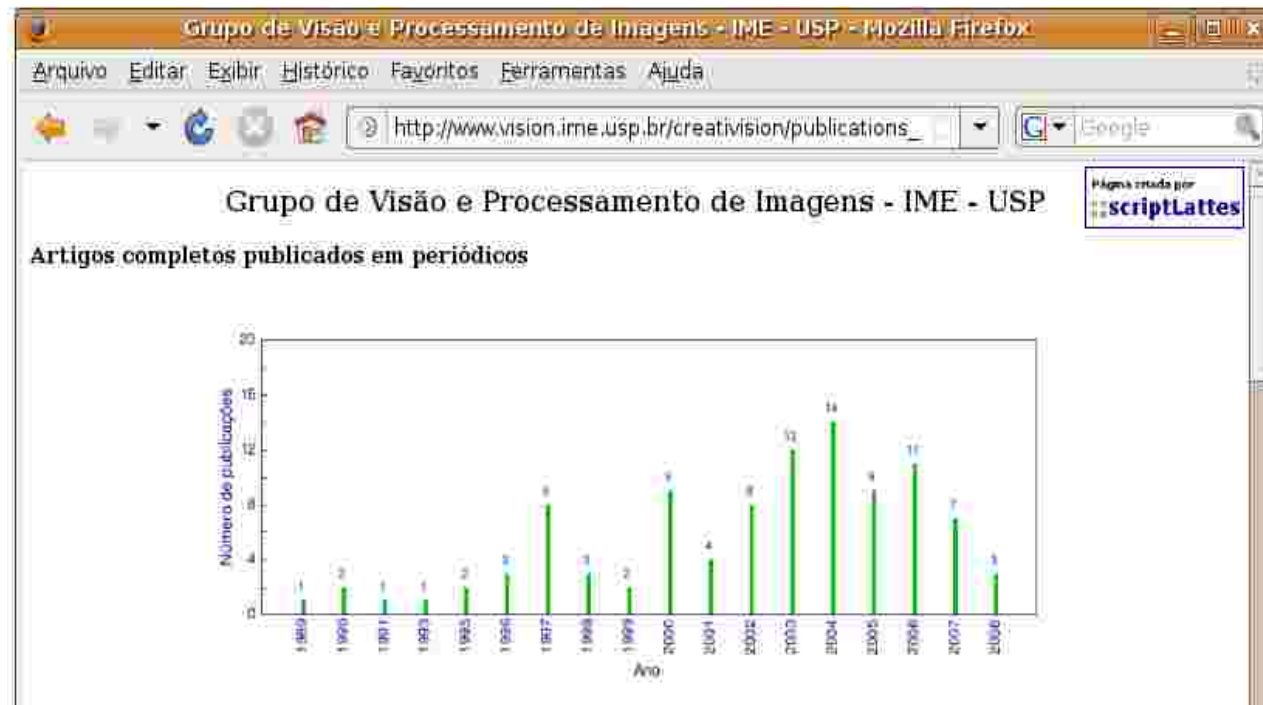 Grupo de Visão e Processamento de Imagens - IME - USP - Mozilla Firefox
Arquivo Editar Exibir Histórico Favoritos Ferramentas Ajuda
http://www.vision.ime.usp.br/creativision/publications_
G Google
Grupo de Visão e Processamento de Imagens - IME - USP
Página criada por
scriptLattes
Artigos completos publicados em periódicos
Número de publicações
20
16
12
8
4
0
1 2 1 1 2 3 8 3 2 9 4 8 12 14 9 11 7 3
1989 1990 1991 1993 1995 1996 1997 1998 1999 2000 2001 2002 2003 2004 2005 2006 2007 2008
Ano